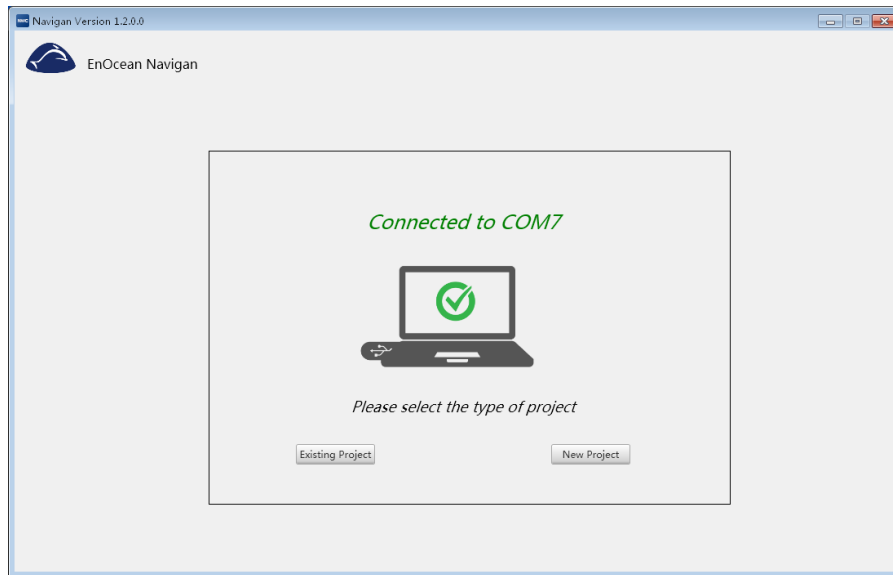 Navigan Version 1.2.0.0
EnOcean Navigan
Connected to COM7
Please select the type of project
Existing Project
New Project